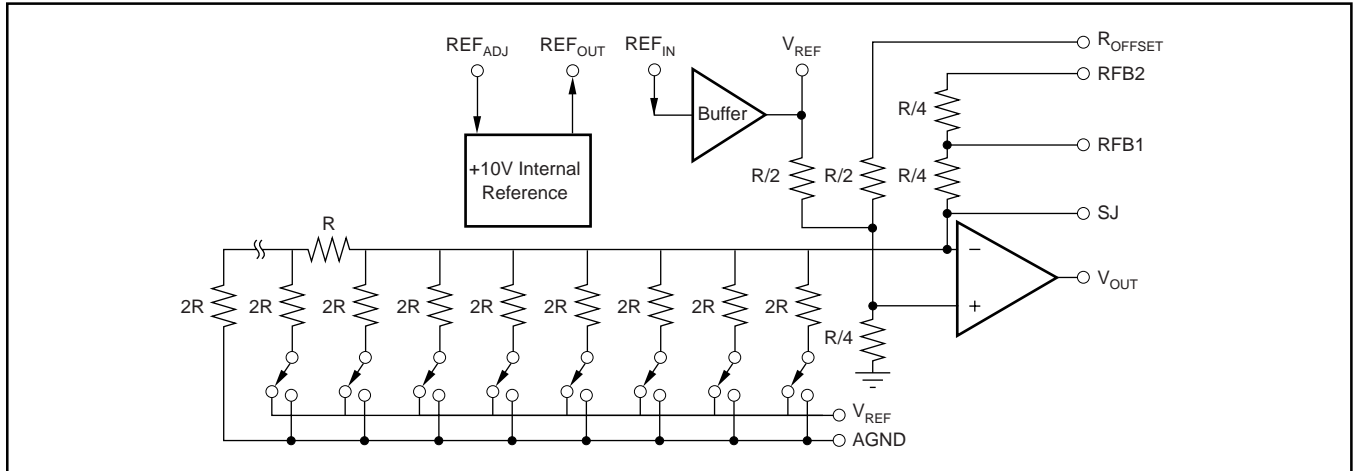 REF_ADJ REF_OUT REF_IN V_REF R_OFFSET
RFB2
R/4
Buffer
+10V Internal
Reference
RFB1
R/2 R/2 R/4
SJ
R
−
V_OUT
2R 2R 2R 2R 2R 2R 2R 2R 2R
+
R/4
V_REF
AGND